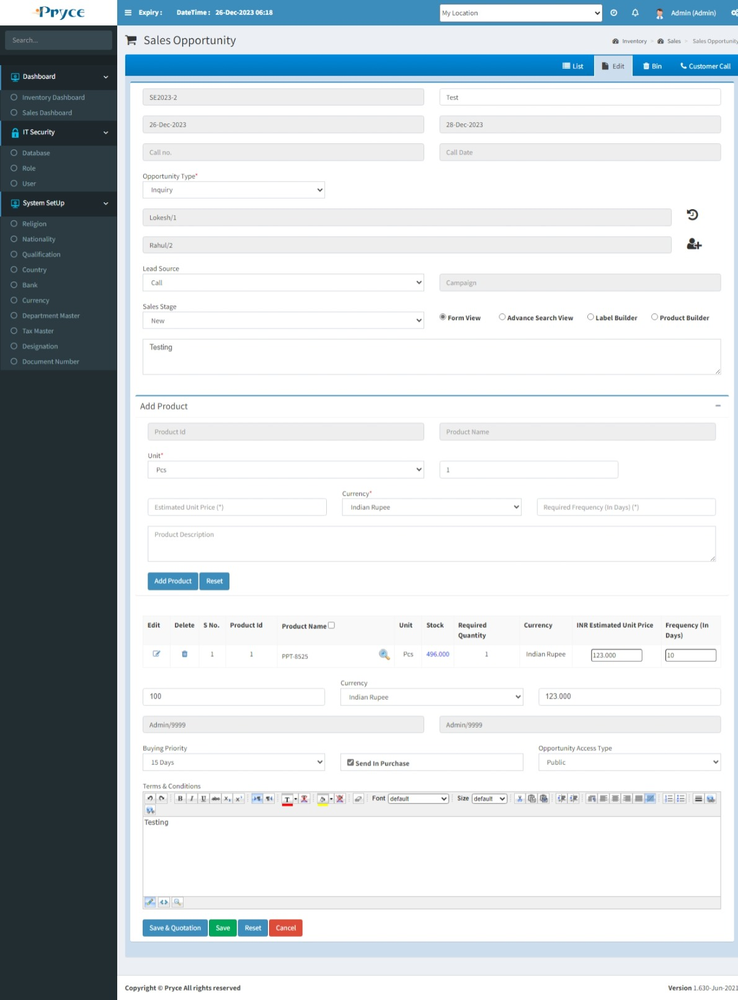 Pryce
Expiry :
DateTime : 26-Dec-2023 06:18
My Location
Admin (Admin)
Search...
Dashboard
Inventory Dashboard
Sales Dashboard
IT Security
Database
Role
User
System SetUp
Religion
Nationality
Qualification
Country
Bank
Currency
Department Master
Tax Master
Designation
Document Number
Sales Opportunity
Inventory > Sales > Sales Opportunity
List
Edit
Bin
Customer Call
SE2023-2
Test
26-Dec-2023
28-Dec-2023
Call no.
Call Date
Opportunity Type*
Inquiry
Lokesh/1
Rahul/2
Lead Source
Call
Campaign
Sales Stage
New
Form View
Advance Search View
Label Builder
Product Builder
Testing
Add Product
Product Id
Product Name
Unit*
Pcs
1
Currency*
Estimated Unit Price (*)
Indian Rupee
Required Frequency (In Days) (*)
Product Description
Add Product
Reset
Edit Delete S No. Product Id Product Name Unit Stock Required Quantity Currency INR Estimated Unit Price Frequency (In Days)
1 1 PPT-8525 Pcs 496.000 1 Indian Rupee 123.000 10
Currency
100
Indian Rupee
123.000
Admin/9999
Admin/9999
Buying Priority
Opportunity Access Type
15 Days
Send In Purchase
Public
Terms & Conditions
B I U abc X₂ X² T Font default Size default
Testing
Save & Quotation
Save
Reset
Cancel
Copyright © Pryce All rights reserved
Version 1.630-Jun-2021